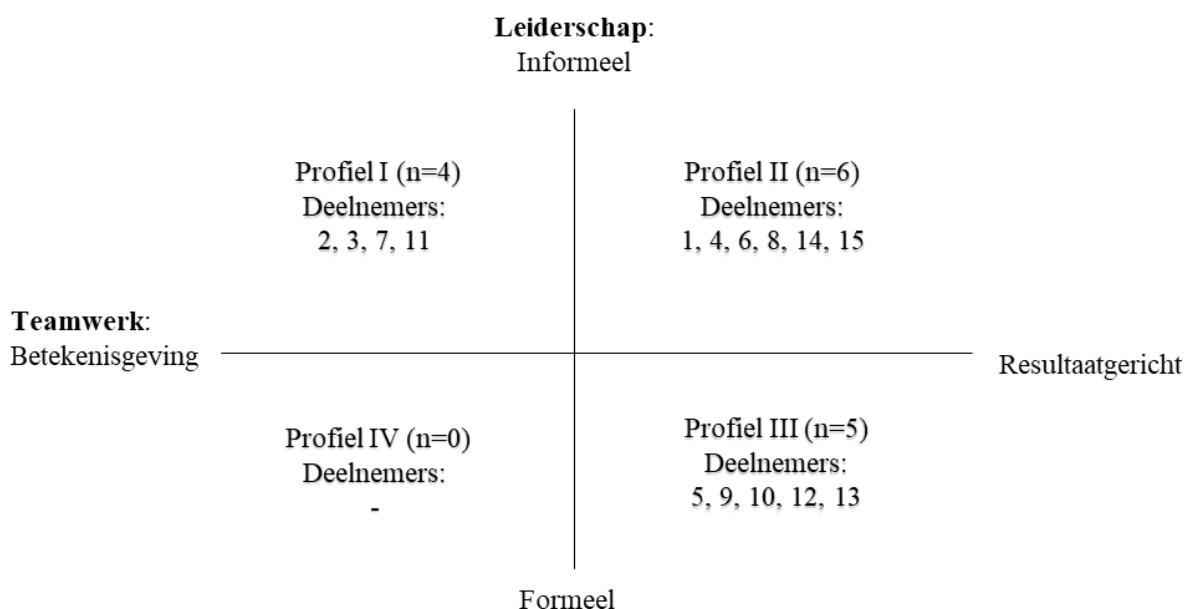 Leiderschap:
Informeel
Profiel I (n=4)
Deelnemers:
2, 3, 7, 11
Profiel II (n=6)
Deelnemers:
1, 4, 6, 8, 14, 15
Teamwerk:
Betekenisgeving
Resultaatgericht
Profiel IV (n=0)
Deelnemers:
-
Profiel III (n=5)
Deelnemers:
5, 9, 10, 12, 13
Formeel